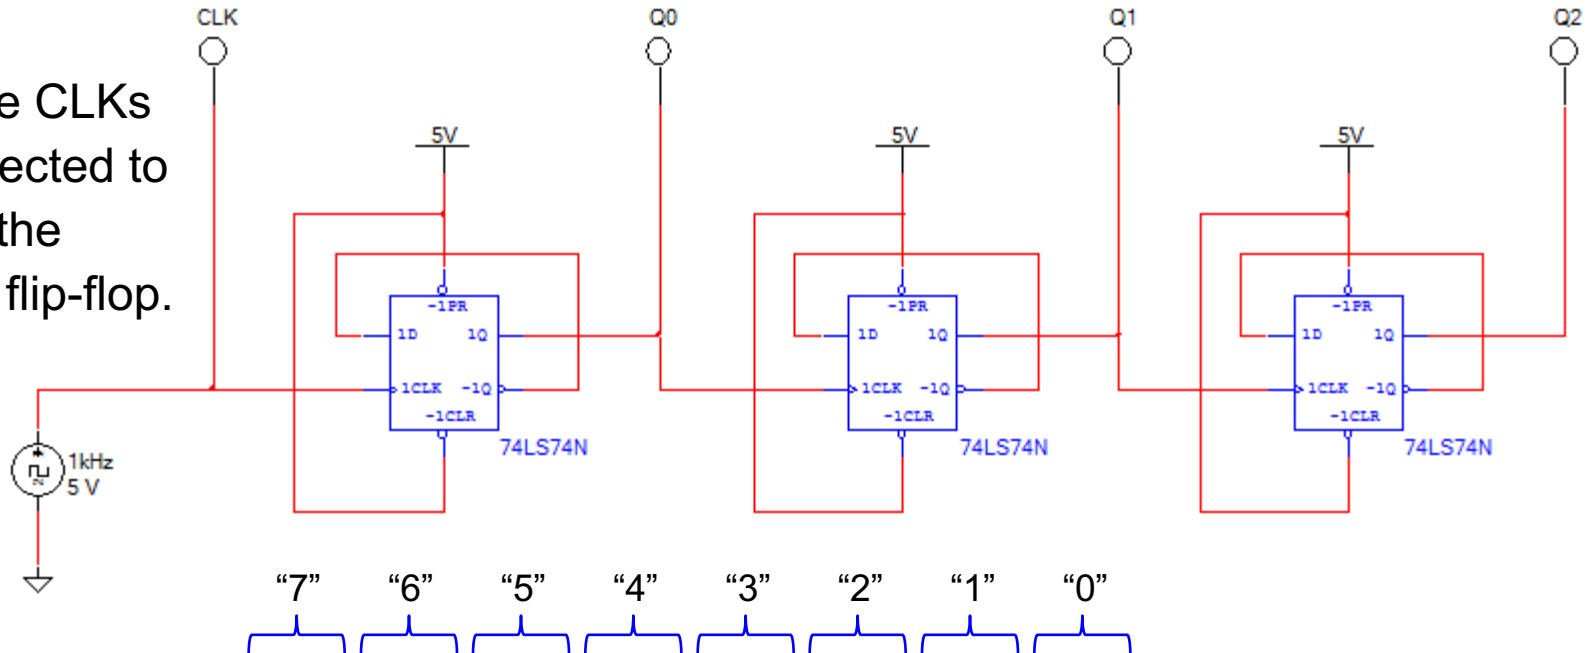 CLK Q0 Q1 Q2
e CLKs
ected to
the
flip-flop.
5V 5V 5V
-1PR -1PR -1PR
1D 1Q 1D 1Q 1D 1Q
1CLK -1Q 1CLK -1Q 1CLK -1Q
-1CLR -1CLR -1CLR
74LS74N 74LS74N 74LS74N
1kHz
5 V
“7” “6” “5” “4” “3” “2” “1” “0”